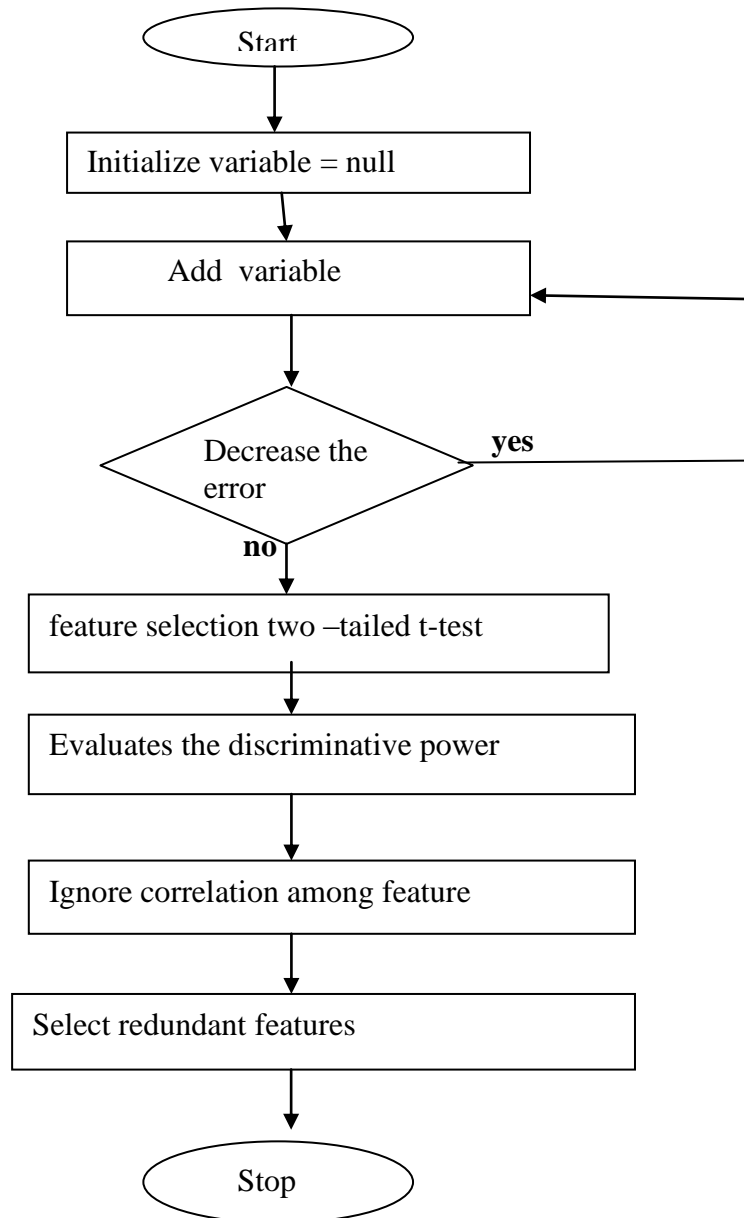 Start
Initialize variable = null
Add variable
Decrease the
error
yes
no
feature selection two –tailed t-test
Evaluates the discriminative power
Ignore correlation among feature
Select redundant features
Stop